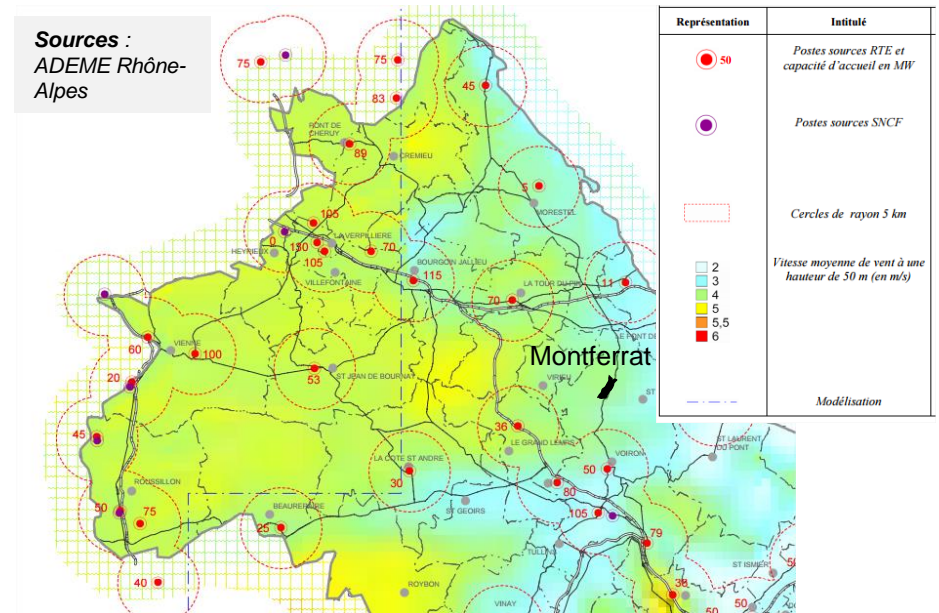 Sources :
ADEME Rhône-
Alpes
75
75
83
45
PONT DE
CHERUY
89
CREMIEU
5
MORESTEL
105
0
130
LA VERPILLIERE
70
HEYRIEUX
105
VILLEFONTAINE
BOURGOIN JALLIEU
115
LA TOUR DU PIN
70
11
LE PONT DE
60
VIENNE
100
20
53
ST JEAN DE BOURNAY
Montferrat
VIRIEU
ST
45
36
LE GRAND LEMPS
ST LAURENT
DU PONT
LA COTE ST ANDRE
30
50
VOIRON
80
ROUSSILLON
50
75
BEAUREPAIRE
25
ST GEOIRS
105
79
TULLINS
ST ISMIER
40
ROYBON
VINAY
38
50
50
Représentation
Intitulé
50
Postes sources RTE et
capacité d'accueil en MW
Postes sources SNCF
Cercles de rayon 5 km
Vitesse moyenne de vent à une
hauteur de 50 m (en m/s)
2
3
4
5
5,5
6
Modélisation